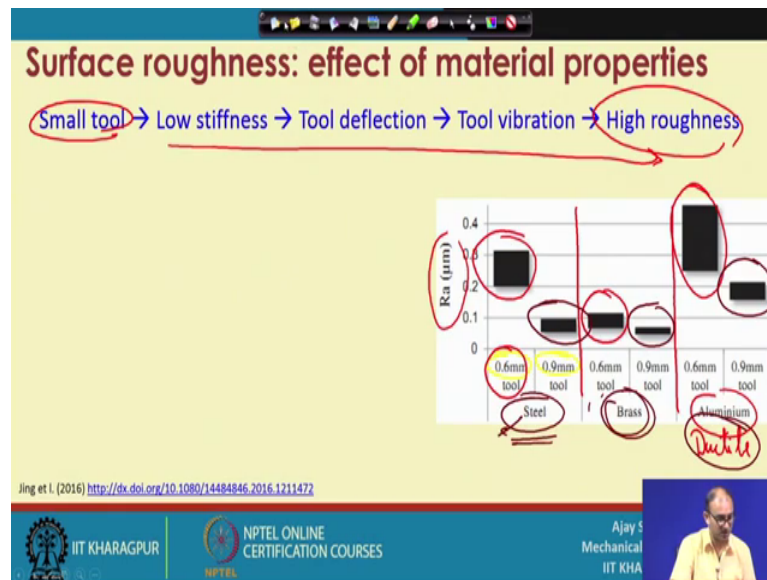 Surface roughness: effect of material properties
Small tool → Low stiffness → Tool deflection → Tool vibration → High roughness
Ra (µm)
0.4
0.3
0.2
0.1
0
0.6mm tool
0.9mm tool
0.6mm tool
0.9mm tool
0.6mm tool
0.9mm tool
Steel
Brass
Aluminium
Ductile
Jing et l. (2016) http://dx.doi.org/10.1080/14484846.2016.1211472
IIT KHARAGPUR
NPTEL
NPTEL ONLINE
CERTIFICATION COURSES
Ajay
Mechanical
IIT